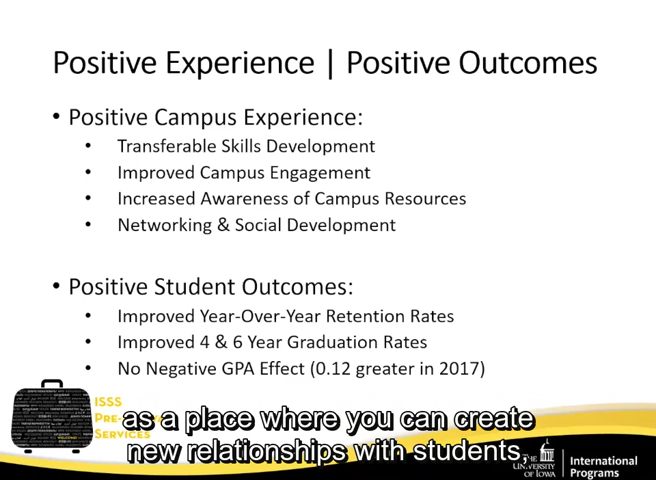 Positive Experience | Positive Outcomes
• Positive Campus Experience:
• Transferable Skills Development
• Improved Campus Engagement
• Increased Awareness of Campus Resources
• Networking & Social Development
• Positive Student Outcomes:
• Improved Year-Over-Year Retention Rates
• Improved 4 & 6 Year Graduation Rates
• No Negative GPA Effect (0.12 greater in 2017)
ISSS
SERVICES
as a place where you can create
new relationships with students,
THE
UNIVERSITY
OF IOWA
International
Programs